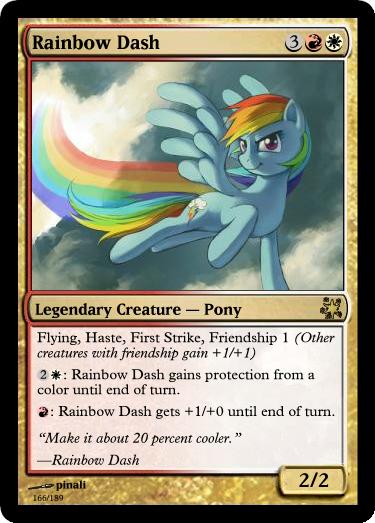 Rainbow Dash 3
Legendary Creature — Pony
Flying, Haste, First Strike, Friendship 1 (Other
creatures with friendship gain +1/+1)
2 : Rainbow Dash gains protection from a
color until end of turn.
: Rainbow Dash gets +1/+0 until end of turn.
“Make it about 20 percent cooler.”
—Rainbow Dash
2/2
pinali
166/189